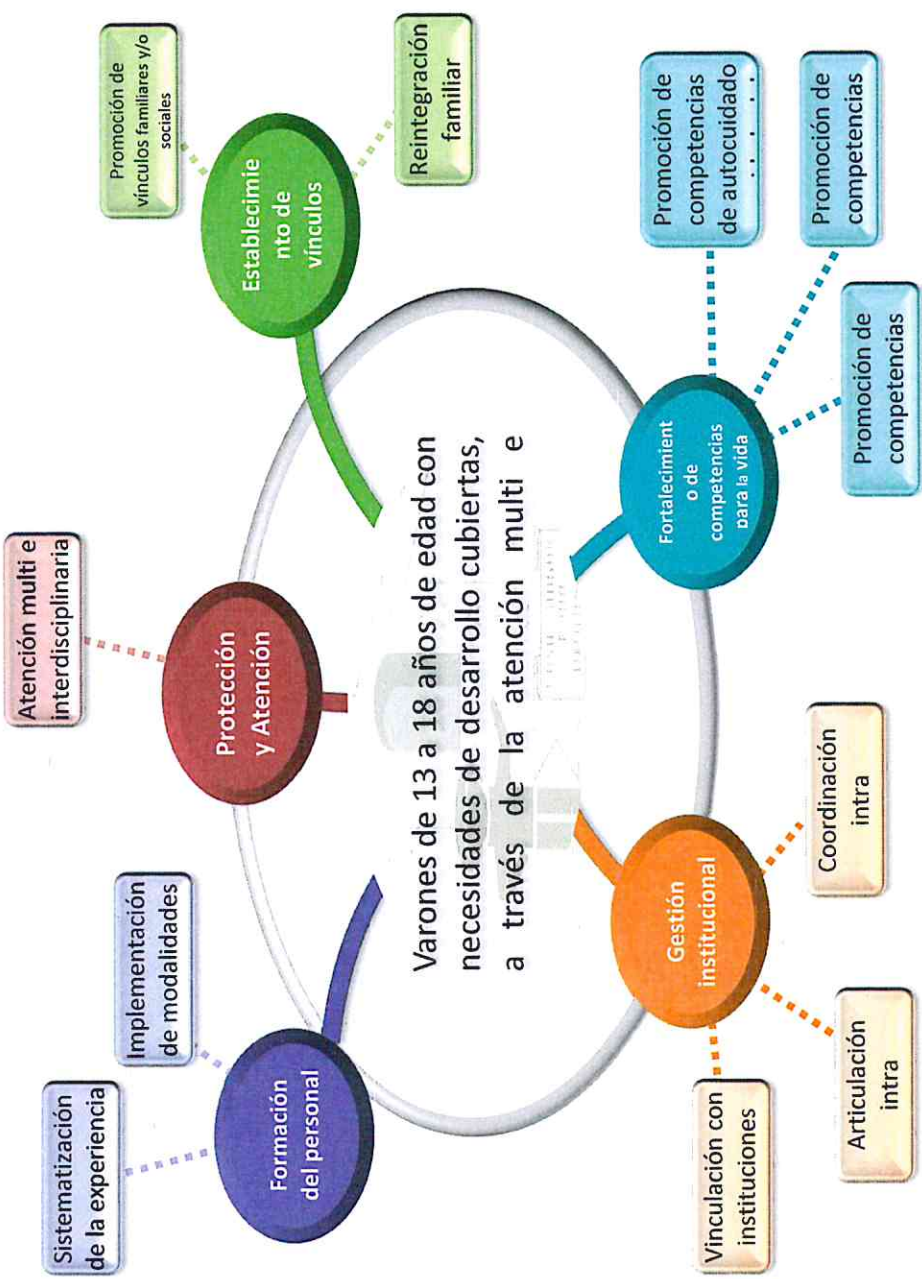 Sistematización
de la experiencia
Implementación
de modalidades
Formación
del personal
Atención multi e
interdisciplinaria
Protección
y Atención
Promoción de
vínculos familiares y/o
sociales
Establecimie
nto de
vínculos
Reintegración
familiar
Varones de 13 a 18 años de edad con
necesidades de desarrollo cubiertas,
a través de la atención multi e
Vinculación con
instituciones
Gestión
institucional
Articulación
intra
Coordinación
intra
Fortalecimient
o de
competencias
para la vida
Promoción de
competencias
de autocuidado
Promoción de
competencias
Promoción de
competencias